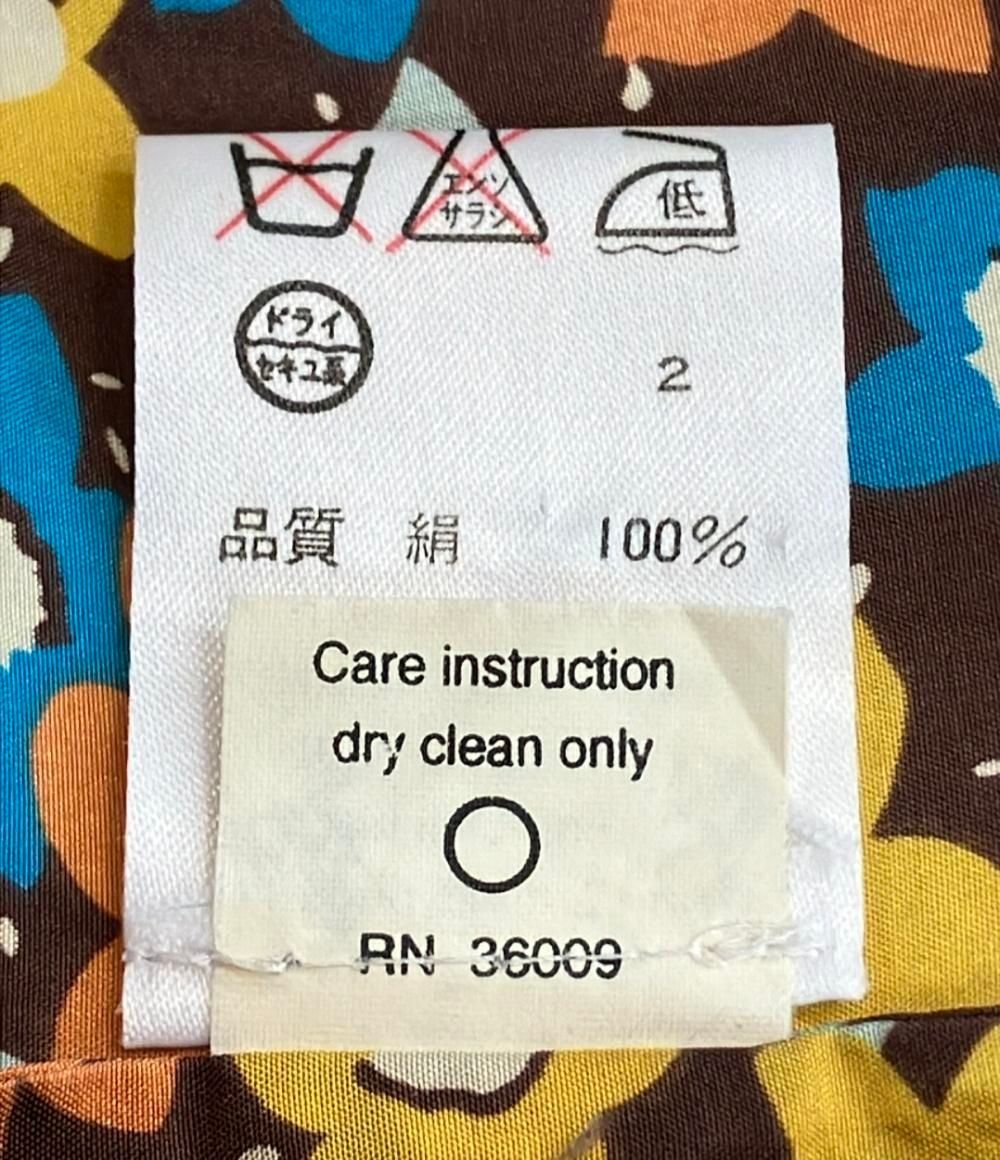 エンソ
サラシ
低
ドライ
セキユ系
2
品質 絹 100%
Care instruction
dry clean only
RN 36009